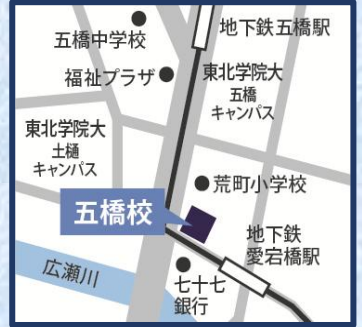 五橋中学校
地下鉄五橋駅
福祉プラザ
東北学院大
五橋
キャンパス
東北学院大
土樋
キャンパス
荒町小学校
五橋校
地下鉄
愛宕橋駅
広瀬川
七十七
銀行